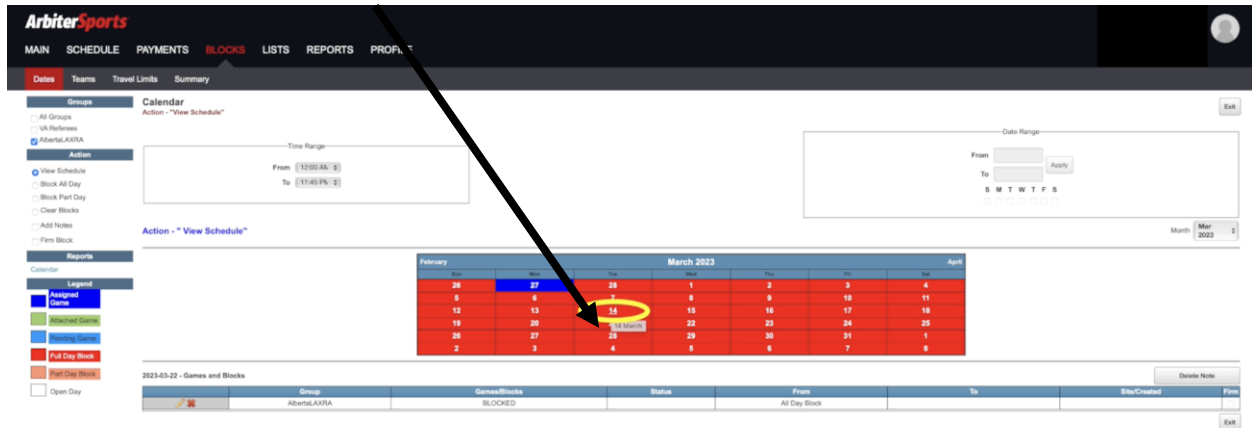 ArbiterSports
MAIN SCHEDULE PAYMENTS BLOCKS LISTS REPORTS PROFILE
Dates Teams Travel Limits Summary
Groups
All Groups
VA Referees
AlbertaLAXRA
Action
View Schedule
Block All Day
Block Part Day
Clear Blocks
Add Notes
Firm Block
Reports
Calendar
Legend
Assigned Game
Attached Game
Pending Game
Full Day Block
Part Day Block
Open Day
Calendar
Action - "View Schedule"
Exit
Time Range
From 12:00 AM
To 11:45 PM
Date Range
From
To
Apply
S M T W T F S
Action - " View Schedule"
Month Mar 2023
February March 2023 April
Sun Mon Tue Wed Thu Fri Sat
26 27 28 1 2 3 4
5 6 7 8 9 10 11
12 13 14 15 16 17 18
19 20 22 23 24 25
14 March
26 27 28 29 30 31 1
2 3 4 5 6 7 8
2023-03-22 - Games and Blocks
Delete Note
Group Games/Blocks Status From To Site/Created Firm
AlbertaLAXRA BLOCKED All Day Block
Exit